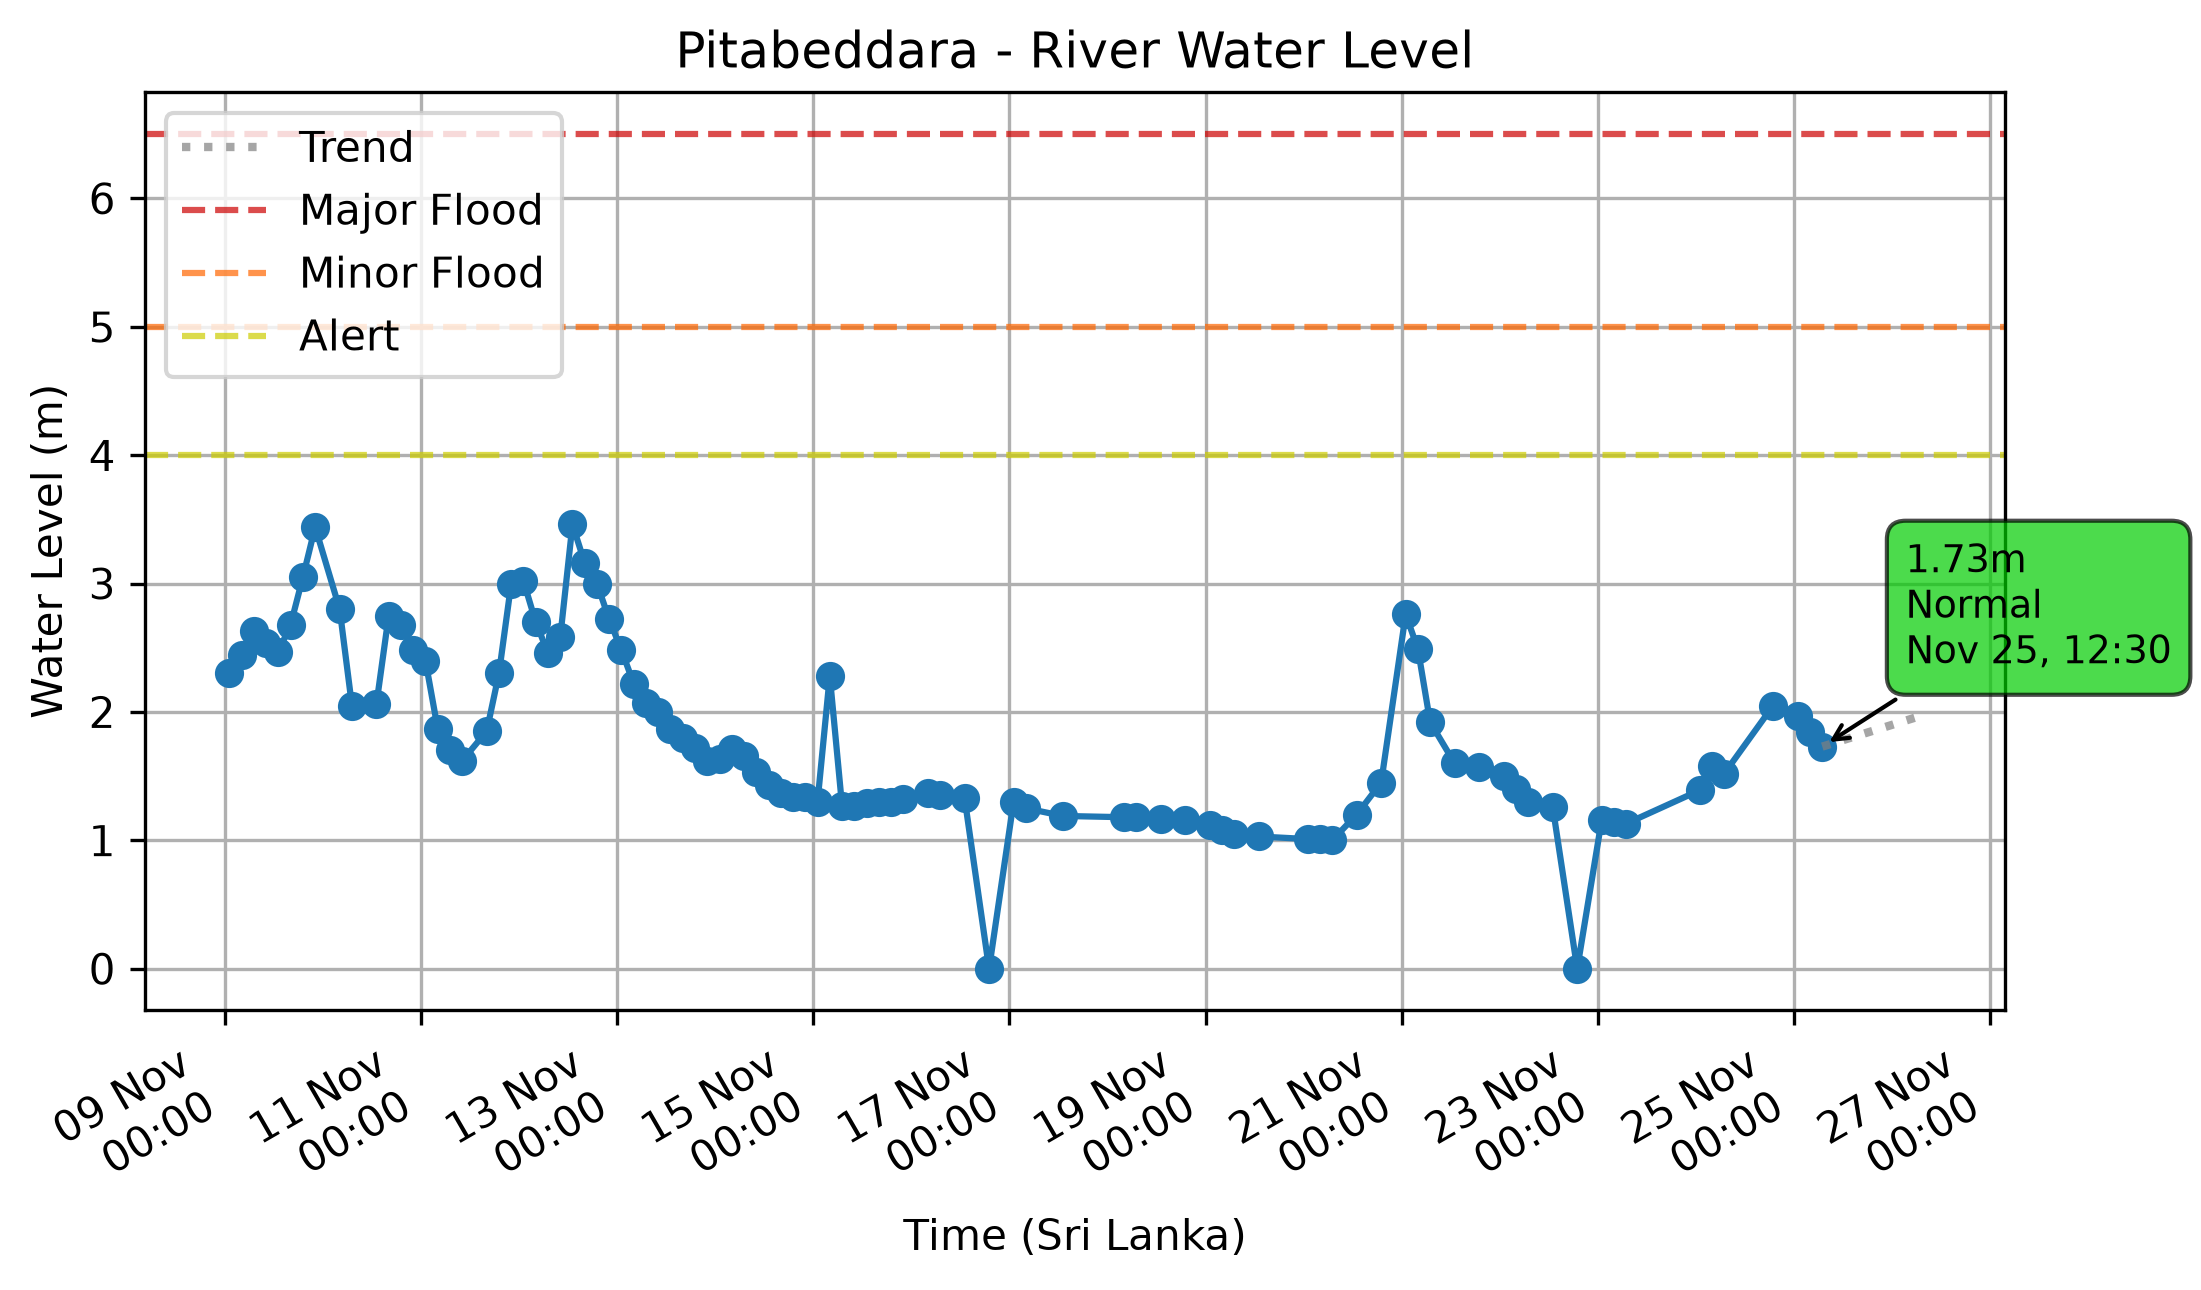 Pitabeddara - River Water Level
Trend
Major Flood
Minor Flood
Alert
Water Level (m)
6
5
4
3
2
1
0
1.73m
Normal
Nov 25, 12:30
09 Nov
00:00
11 Nov
00:00
13 Nov
00:00
15 Nov
00:00
17 Nov
00:00
19 Nov
00:00
21 Nov
00:00
23 Nov
00:00
25 Nov
00:00
27 Nov
00:00
Time (Sri Lanka)